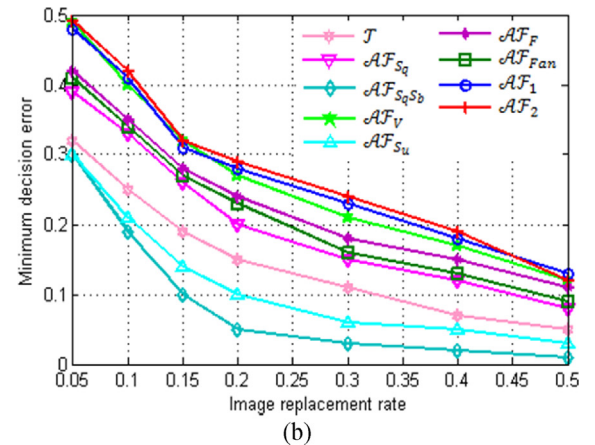 0.5
0.4
0.3
0.2
0.1
0
Minimum decision error
𝒯
𝒜ℱ_Sq
𝒜ℱ_SqSb
𝒜ℱ_V
𝒜ℱ_Su
𝒜ℱ_F
𝒜ℱ_Fan
𝒜ℱ_1
𝒜ℱ_2
0.05 0.1 0.15 0.2 0.25 0.3 0.35 0.4 0.45 0.5
Image replacement rate
(b)